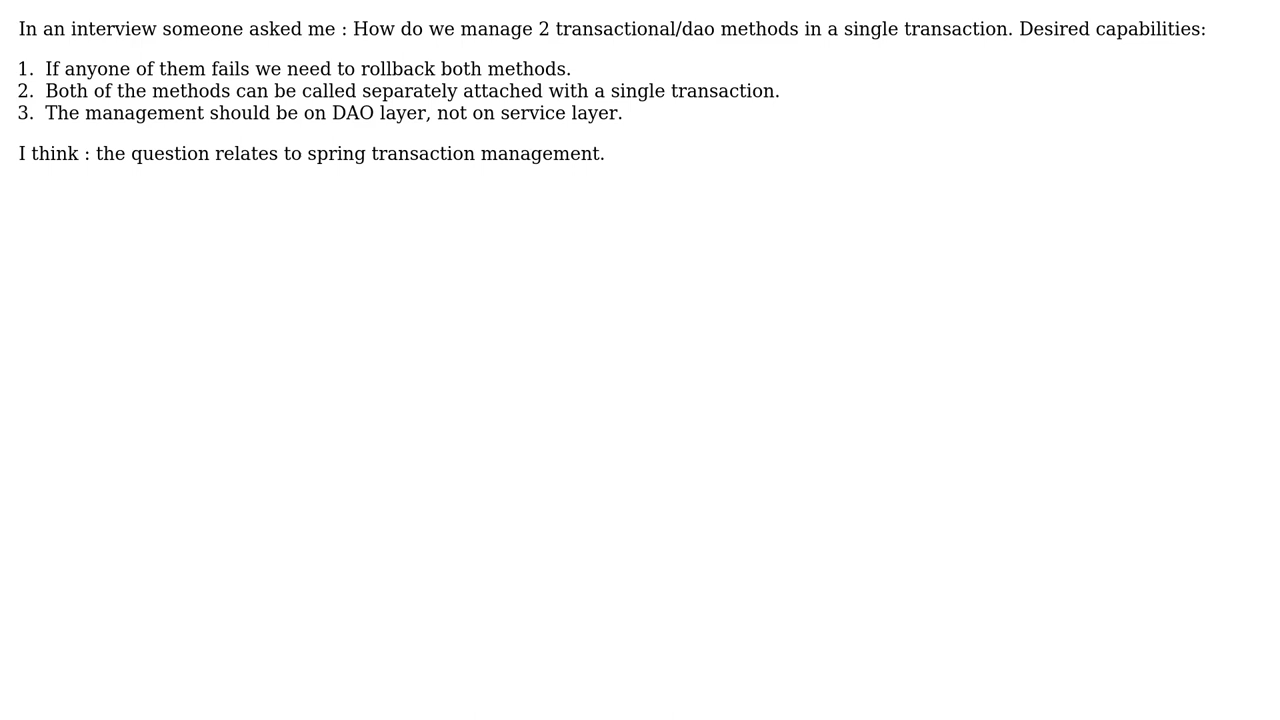 In an interview someone asked me : How do we manage 2 transactional/dao methods in a single transaction. Desired capabilities:
1. If anyone of them fails we need to rollback both methods.
2. Both of the methods can be called separately attached with a single transaction.
3. The management should be on DAO layer, not on service layer.
I think : the question relates to spring transaction management.